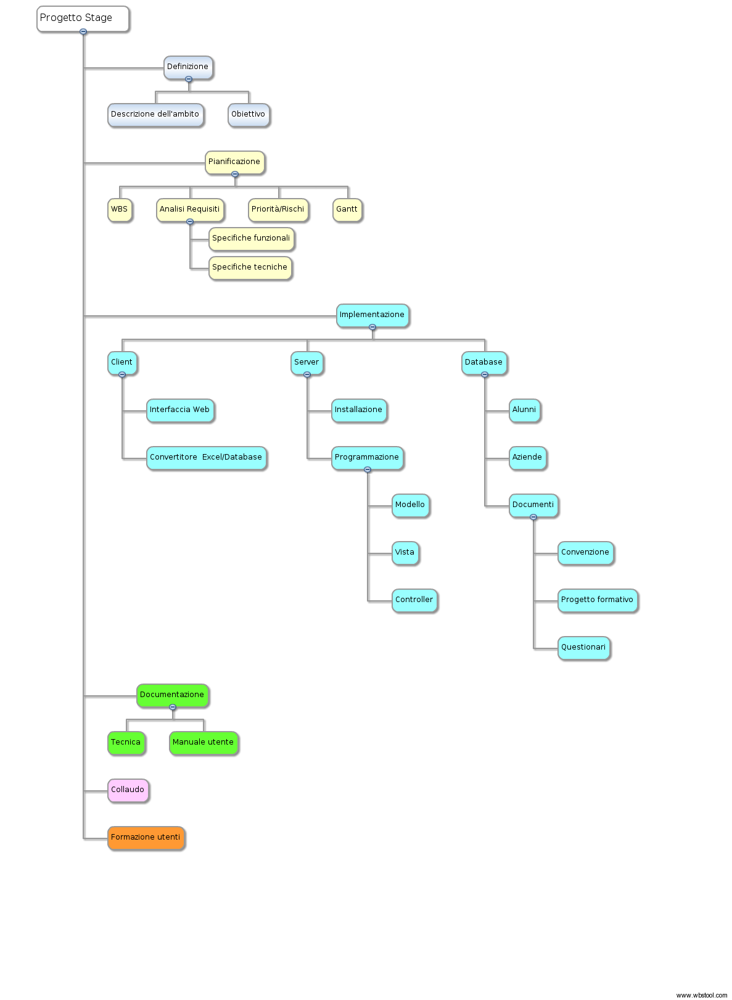 Progetto Stage
Definizione
Descrizione dell'ambito
Obiettivo
Pianificazione
WBS
Analisi Requisiti
Priorità/Rischi
Gantt
Specifiche funzionali
Specifiche tecniche
Implementazione
Client
Server
Database
Interfaccia Web
Installazione
Alunni
Convertitore  Excel/Database
Programmazione
Aziende
Modello
Documenti
Vista
Convenzione
Controller
Progetto formativo
Questionari
Documentazione
Tecnica
Manuale utente
Collaudo
Formazione utenti
www.wbstool.com